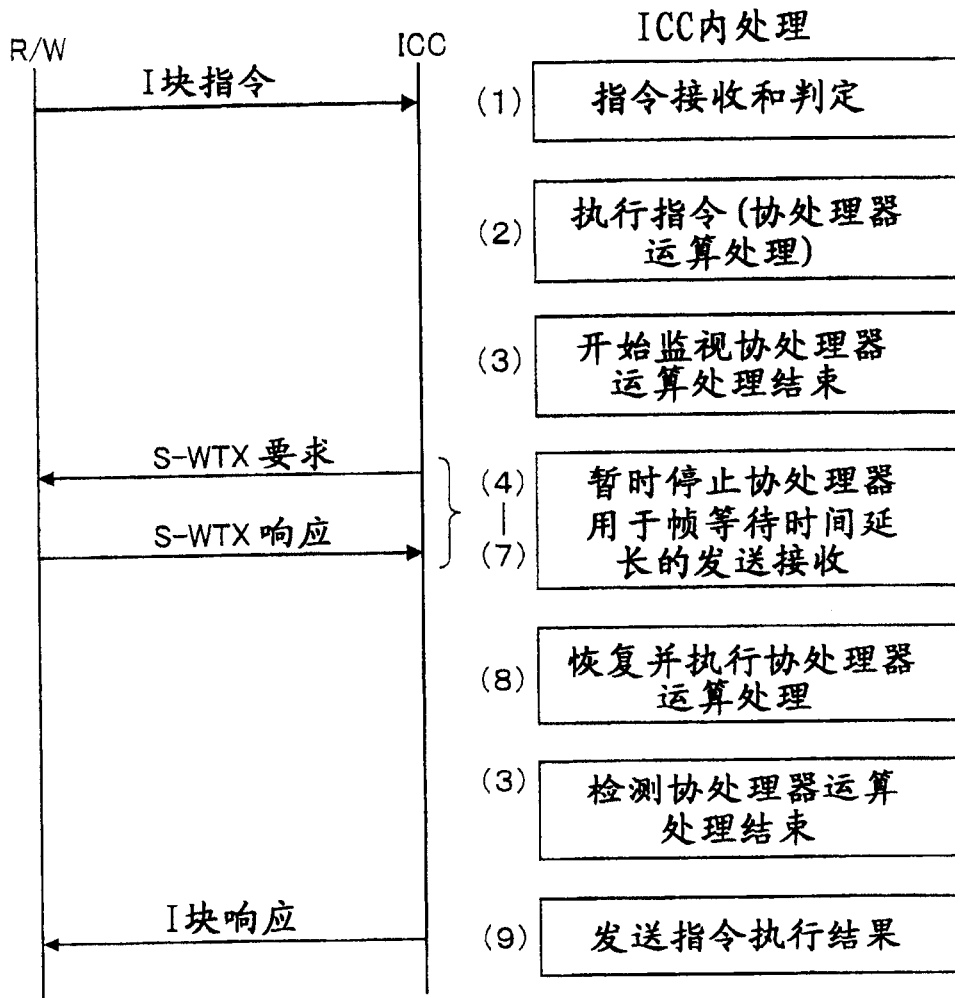 ICC内处理
R/W
ICC
I块指令
(1)
指令接收和判定
(2)
执行指令(协处理器
运算处理)
(3)
开始监视协处理器
运算处理结束
S-WTX 要求
S-WTX 响应
(4)
(7)
暂时停止协处理器
用于帧等待时间延
长的发送接收
(8)
恢复并执行协处理器
运算处理
(3)
检测协处理器运算
处理结束
I块响应
(9)
发送指令执行结果